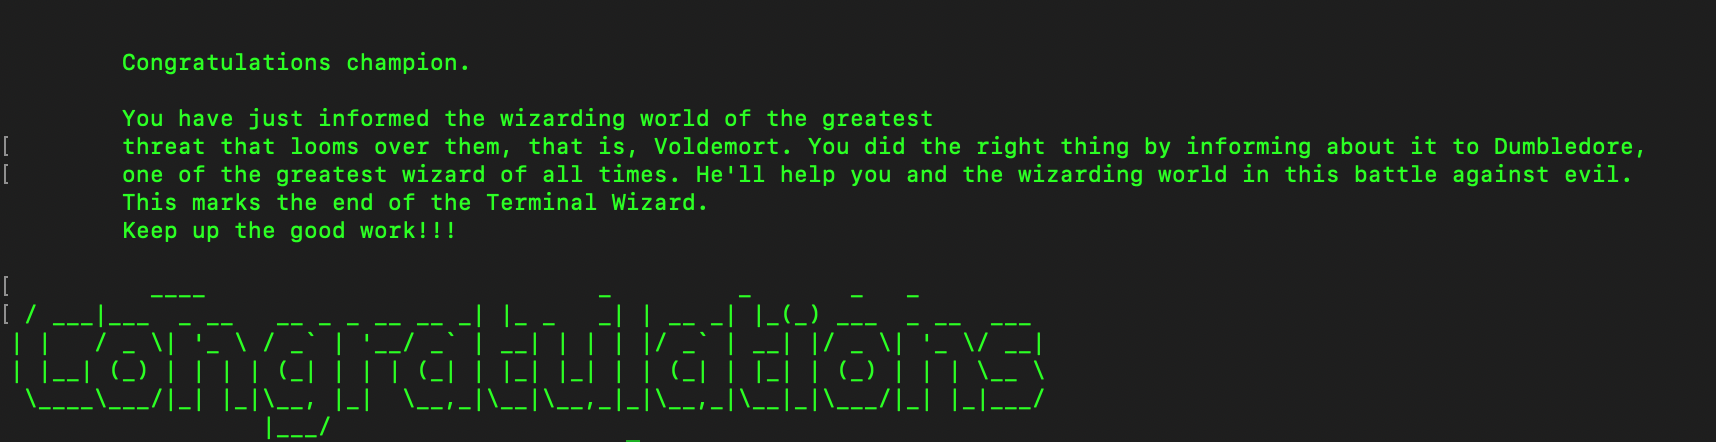 Congratulations champion.
You have just informed the wizarding world of the greatest
threat that looms over them, that is, Voldemort. You did the right thing by informing about it to Dumbledore,
one of the greatest wizard of all times. He'll help you and the wizarding world in this battle against evil.
This marks the end of the Terminal Wizard.
Keep up the good work!!!
Congratulations